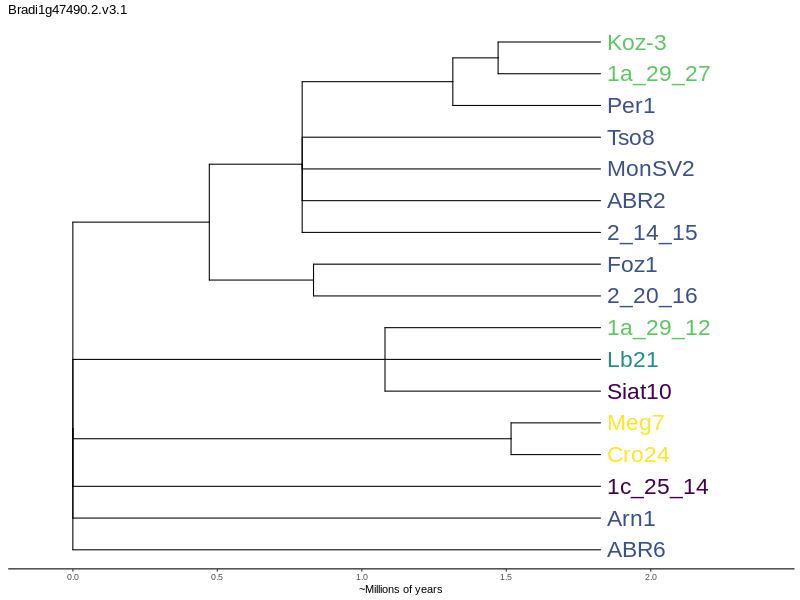 Bradi1g47490.2.v3.1
Koz-3
1a_29_27
Per1
Tso8
MonSV2
ABR2
2_14_15
Foz1
2_20_16
1a_29_12
Lb21
Siat10
Meg7
Cro24
1c_25_14
Arn1
ABR6
0.0 0.5 1.0 1.5 2.0
~Millions of years